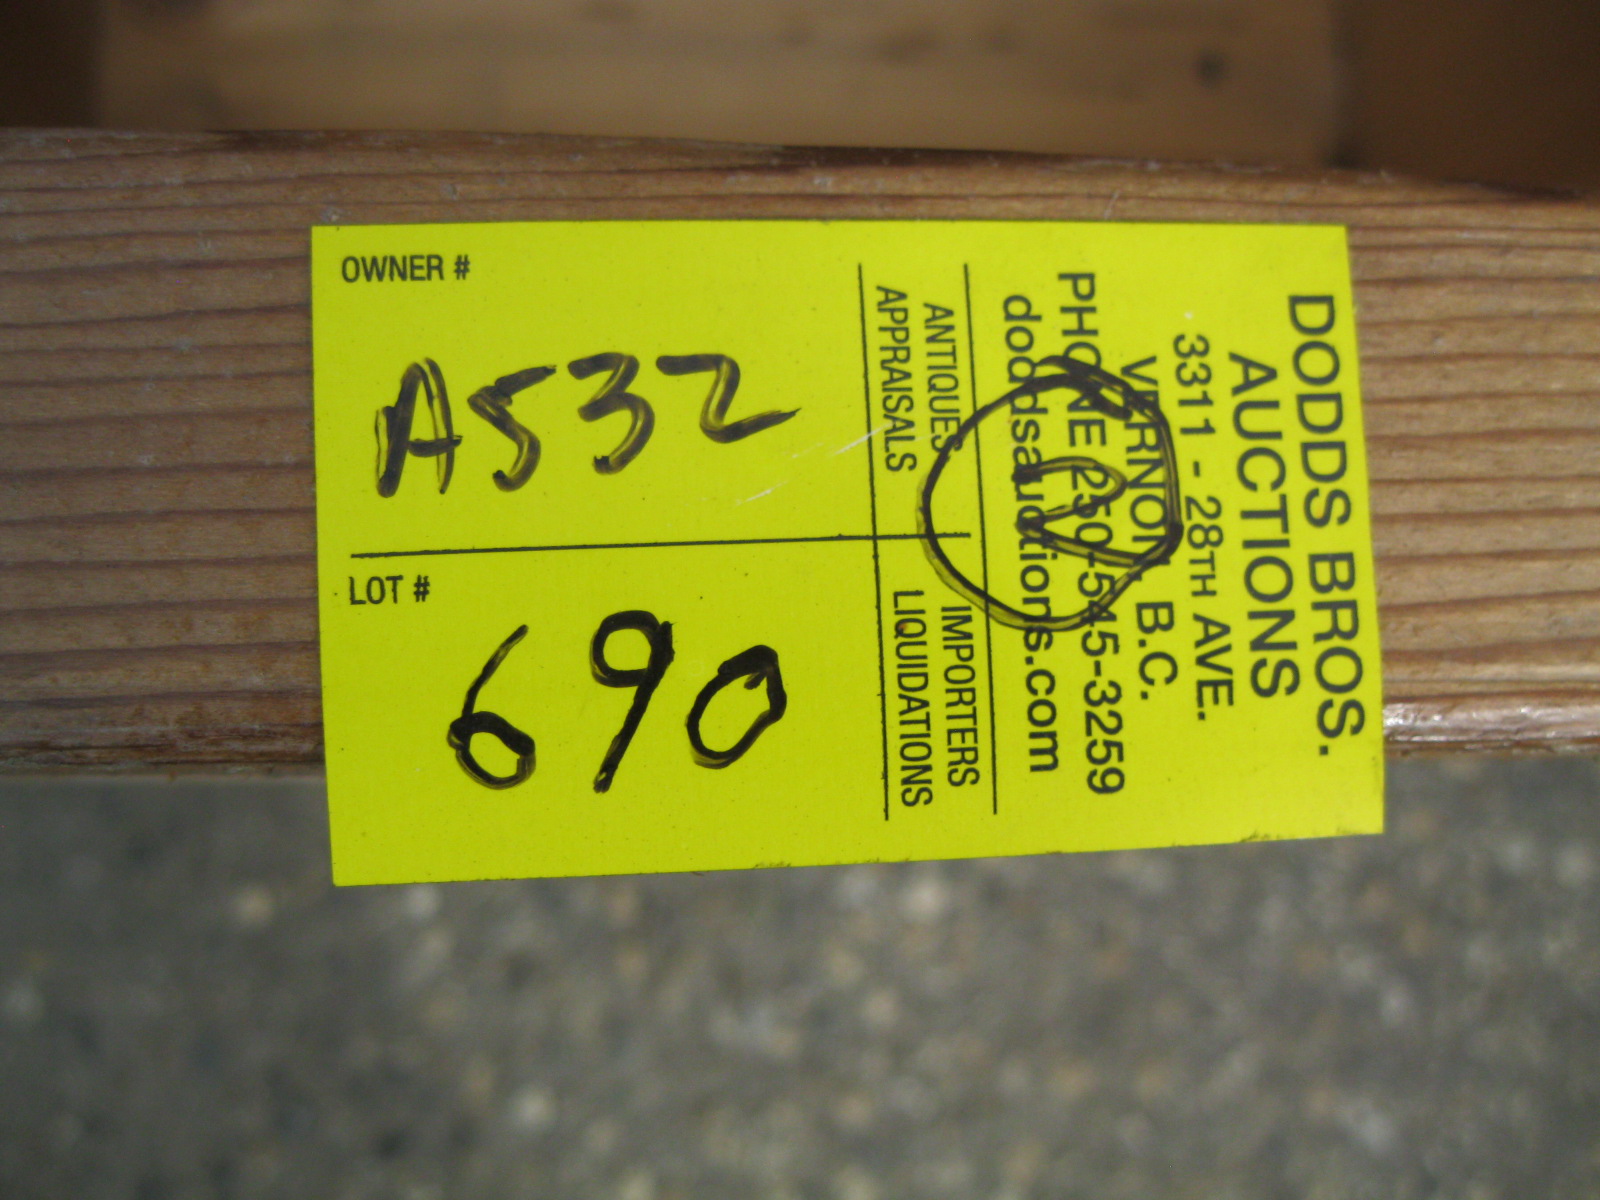 DODDS BROS.
AUCTIONS
3311 - 28TH AVE.
VERNON B.C.
PHONE 250-545-3259
doddsauctions.com
ANTIQUES IMPORTERS
APPRAISALS LIQUIDATIONS
OWNER #
A532
LOT #
690
2